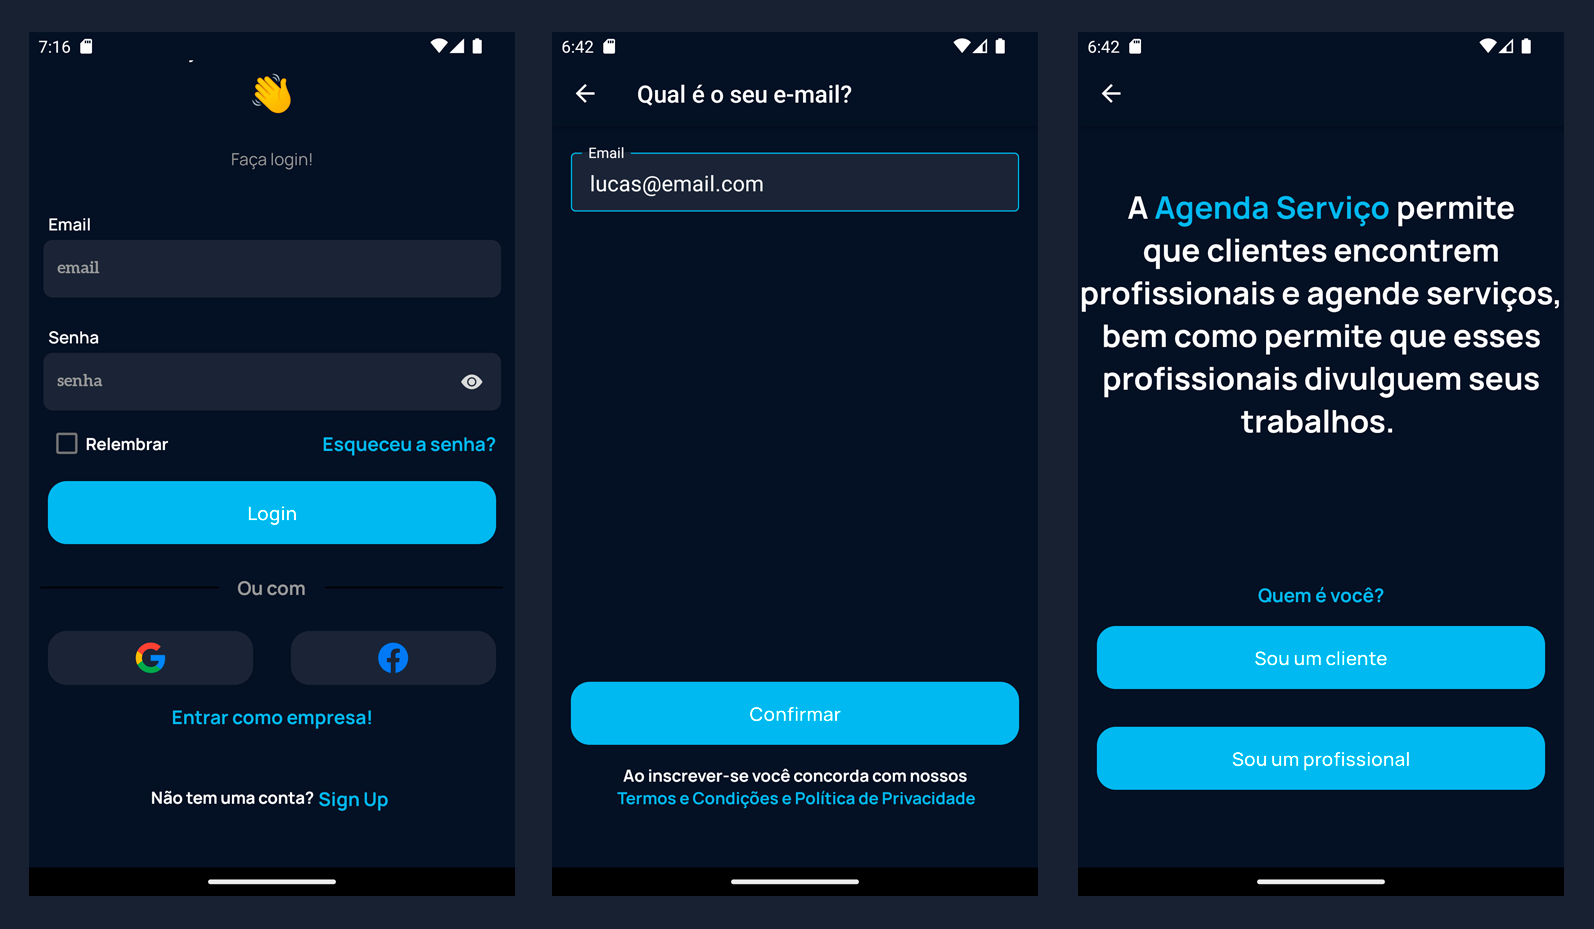 7:16
Faça login!
Email
email
Senha
senha
Relembrar
Esqueceu a senha?
Login
Ou com
Entrar como empresa!
Não tem uma conta? Sign Up
6:42
Qual é o seu e-mail?
Email
lucas@email.com
Confirmar
Ao inscrever-se você concorda com nossos
Termos e Condições e Política de Privacidade
6:42
A Agenda Serviço permite
que clientes encontrem
profissionais e agende serviços,
bem como permite que esses
profissionais divulguem seus
trabalhos.
Quem é você?
Sou um cliente
Sou um profissional